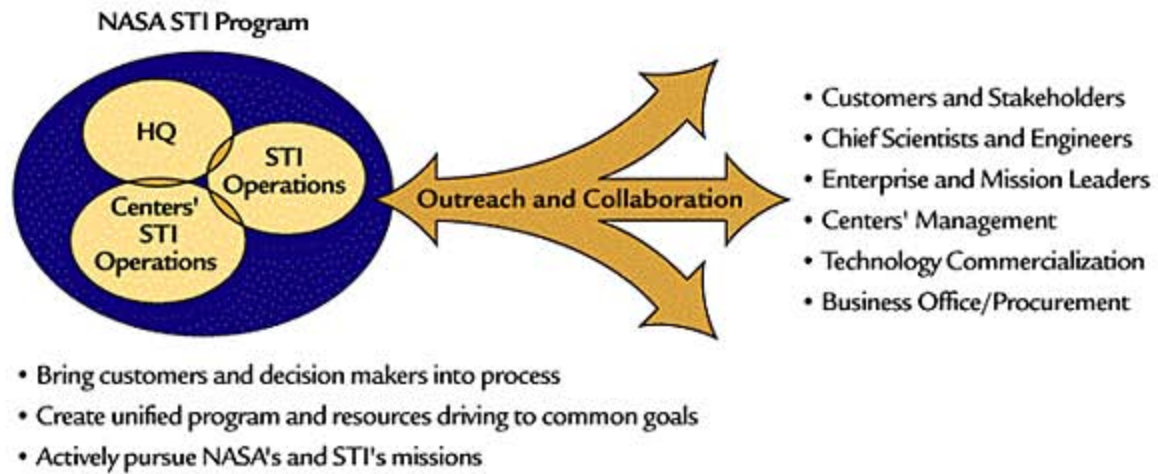 NASA STI Program
HQ
STI
Operations
Centers'
STI
Operations
Outreach and Collaboration
• Customers and Stakeholders
• Chief Scientists and Engineers
• Enterprise and Mission Leaders
• Centers' Management
• Technology Commercialization
• Business Office/Procurement
• Bring customers and decision makers into process
• Create unified program and resources driving to common goals
• Actively pursue NASA's and STI's missions